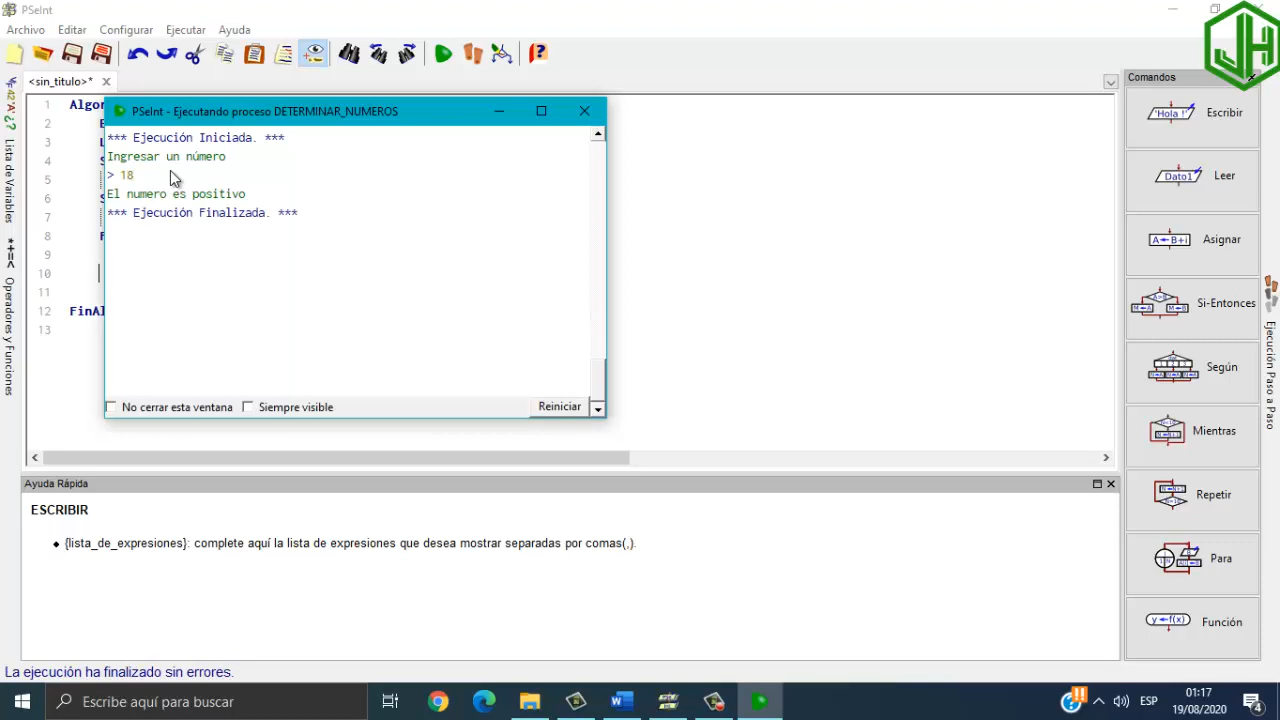 PSeInt
Archivo Editar Configurar Ejecutar Ayuda
<sin_titulo>*
Comandos
1 Algor
2 E
3 L
4 S
5
6 S
7
8 F
9
10
11
12 FinAl
13
PSeInt - Ejecutando proceso DETERMINAR_NUMEROS
*** Ejecución Iniciada. ***
Ingresar un número
> 18
El numero es positivo
*** Ejecución Finalizada. ***
No cerrar esta ventana Siempre visible Reiniciar
Lista de Variables
*+=< Operadores y Funciones
'Hola !' Escribir
Dato1 Leer
A←B+i Asignar
Si-Entonces
Según
Mientras
Repetir
Para
y←f(x) Función
Ejecución Paso a Paso
JH
Ayuda Rápida
ESCRIBIR
{lista_de_expresiones}: complete aquí la lista de expresiones que desea mostrar separadas por comas(,).
La ejecución ha finalizado sin errores.
Escribe aquí para buscar
ESP
01:17
19/08/2020
4